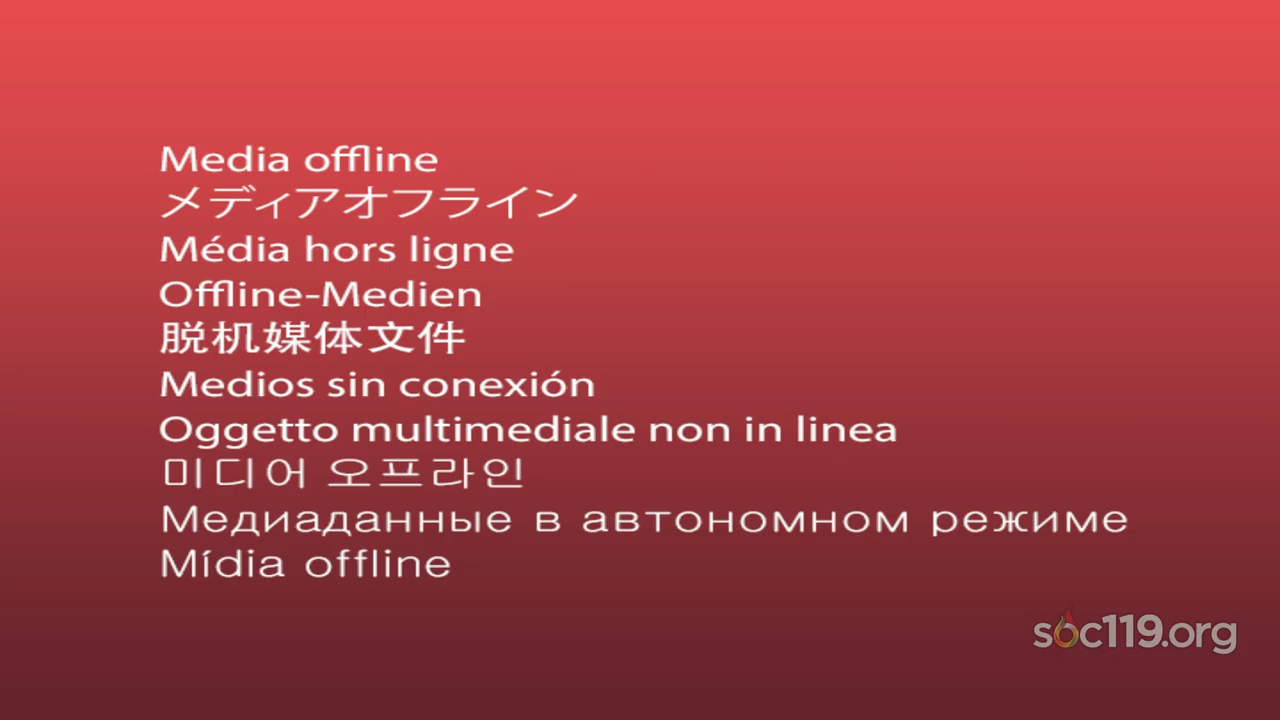 Media offline
メディアオフライン
Média hors ligne
Offline-Medien
脱机媒体文件
Medios sin conexión
Oggetto multimediale non in linea
미디어 오프라인
Медиаданные в автономном режиме
Mídia offline
soc119.org